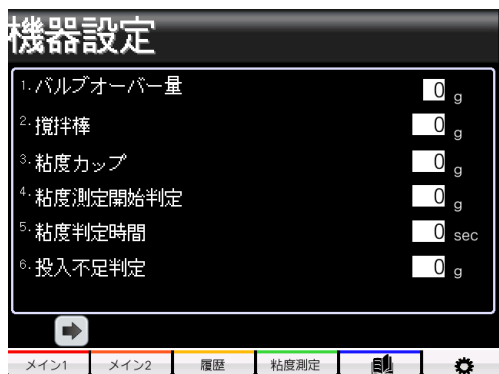 機器設定
1.バルブオーバー量 0 g
2.撹拌棒 0 g
3.粘度カップ 0 g
4.粘度測定開始判定 0 g
5.粘度判定時間 0 sec
6.投入不足判定 0 g
メイン1 メイン2 履歴 粘度測定